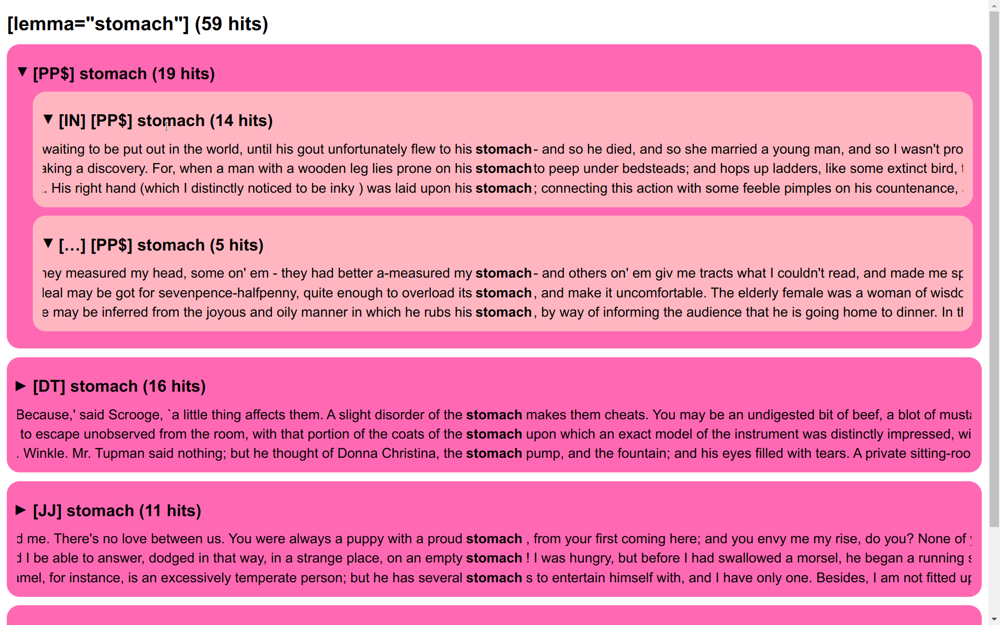 [lemma="stomach"] (59 hits)
▼ [PP$] stomach (19 hits)
▼ [IN] [PP$] stomach (14 hits)
waiting to be put out in the world, until his gout unfortunately flew to his stomach - and so he died, and so she married a young man, and so I wasn't pro
aking a discovery. For, when a man with a wooden leg lies prone on his stomach to peep under bedsteads; and hops up ladders, like some extinct bird,
. His right hand (which I distinctly noticed to be inky ) was laid upon his stomach ; connecting this action with some feeble pimples on his countenance,
▼ […] [PP$] stomach (5 hits)
hey measured my head, some on' em - they had better a-measured my stomach - and others on' em giv me tracts what I couldn't read, and made me sp
leal may be got for sevenpence-halfpenny, quite enough to overload its stomach , and make it uncomfortable. The elderly female was a woman of wisdo
e may be inferred from the joyous and oily manner in which he rubs his stomach , by way of informing the audience that he is going home to dinner. In th
▶ [DT] stomach (16 hits)
Because,' said Scrooge, `a little thing affects them. A slight disorder of the stomach makes them cheats. You may be an undigested bit of beef, a blot of musta
to escape unobserved from the room, with that portion of the coats of the stomach upon which an exact model of the instrument was distinctly impressed, wi
. Winkle. Mr. Tupman said nothing; but he thought of Donna Christina, the stomach pump, and the fountain; and his eyes filled with tears. A private sitting-roo
▶ [JJ] stomach (11 hits)
d me. There's no love between us. You were always a puppy with a proud stomach , from your first coming here; and you envy me my rise, do you? None of
d I be able to answer, dodged in that way, in a strange place, on an empty stomach ! I was hungry, but before I had swallowed a morsel, he began a running s
amel, for instance, is an excessively temperate person; but he has several stomach s to entertain himself with, and I have only one. Besides, I am not fitted up